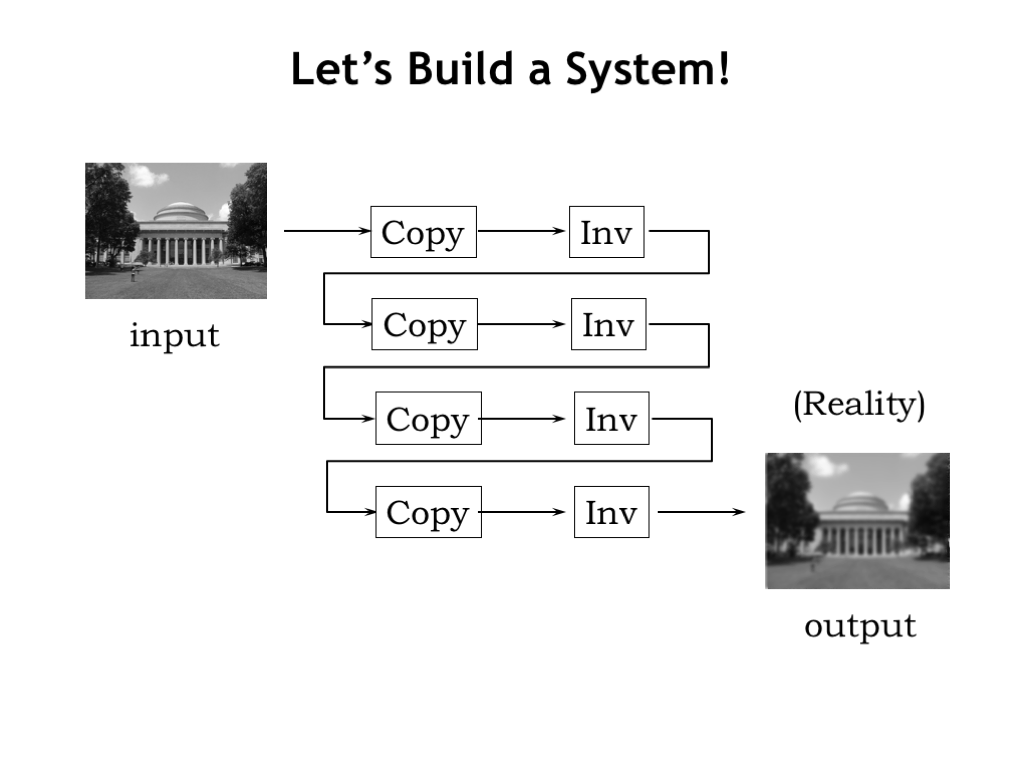 Let's Build a System!
Copy Inv
input
Copy Inv
Copy Inv
(Reality)
Copy Inv
output